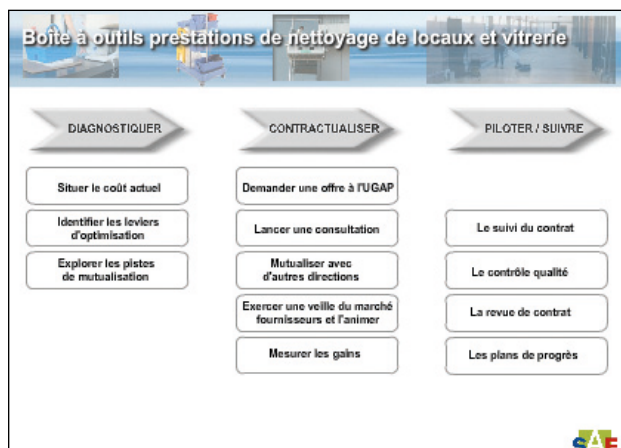 Boîte à outils prestations de nettoyage de locaux et vitrerie
DIAGNOSTIQUER
Situer le coût actuel
Identifier les leviers
d'optimisation
Explorer les pistes
de mutualisation
CONTRACTUALISER
Demander une offre à l'UGAP
Lancer une consultation
Mutualiser avec
d'autres directions
Exercer une veille du marché
fournisseurs et l'animer
Mesurer les gains
PILOTER / SUIVRE
Le suivi du contrat
Le contrôle qualité
La revue de contrat
Les plans de progrès
SAE